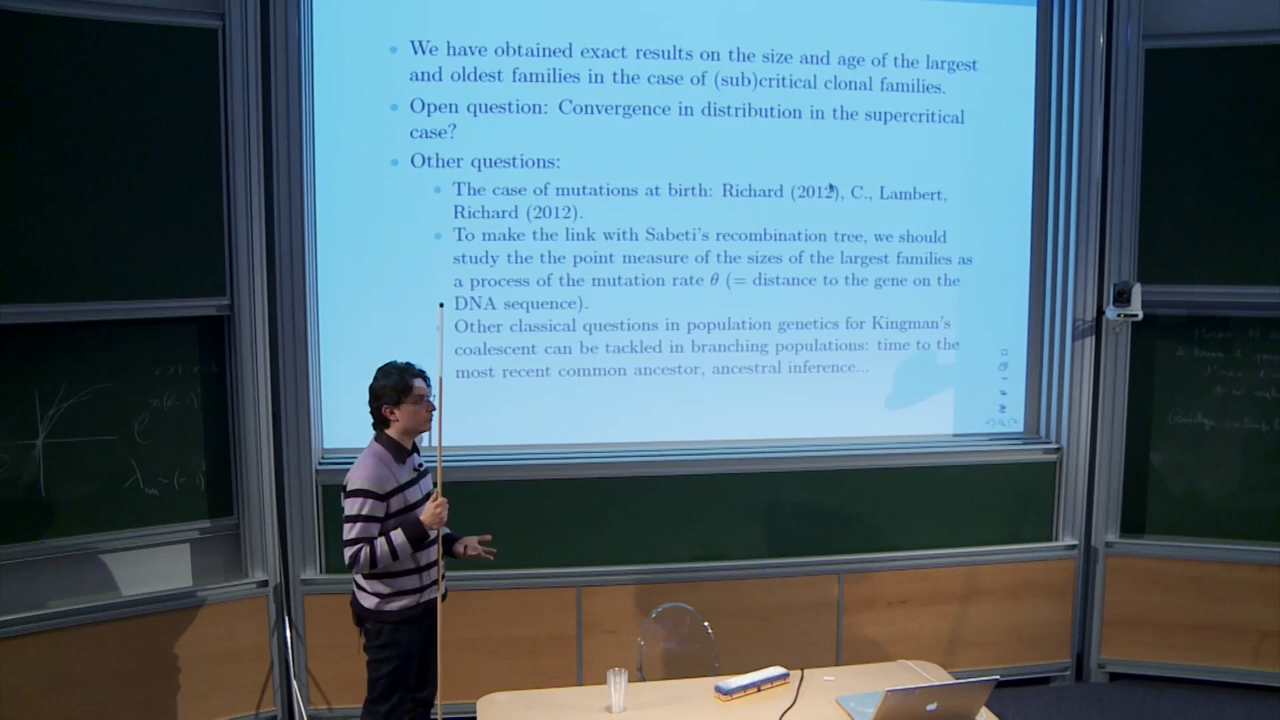 We have obtained exact results on the size and age of the largest
and oldest families in the case of (sub)critical clonal families.
Open question: Convergence in distribution in the supercritical
case?
Other questions:
The case of mutations at birth: Richard (2012), C., Lambert,
Richard (2012).
To make the link with Sabeti's recombination tree, we should
study the the point measure of the sizes of the largest families as
a process of the mutation rate θ (= distance to the gene on the
DNA sequence).
Other classical questions in population genetics for Kingman's
coalescent can be tackled in branching populations: time to the
most recent common ancestor, ancestral inference...